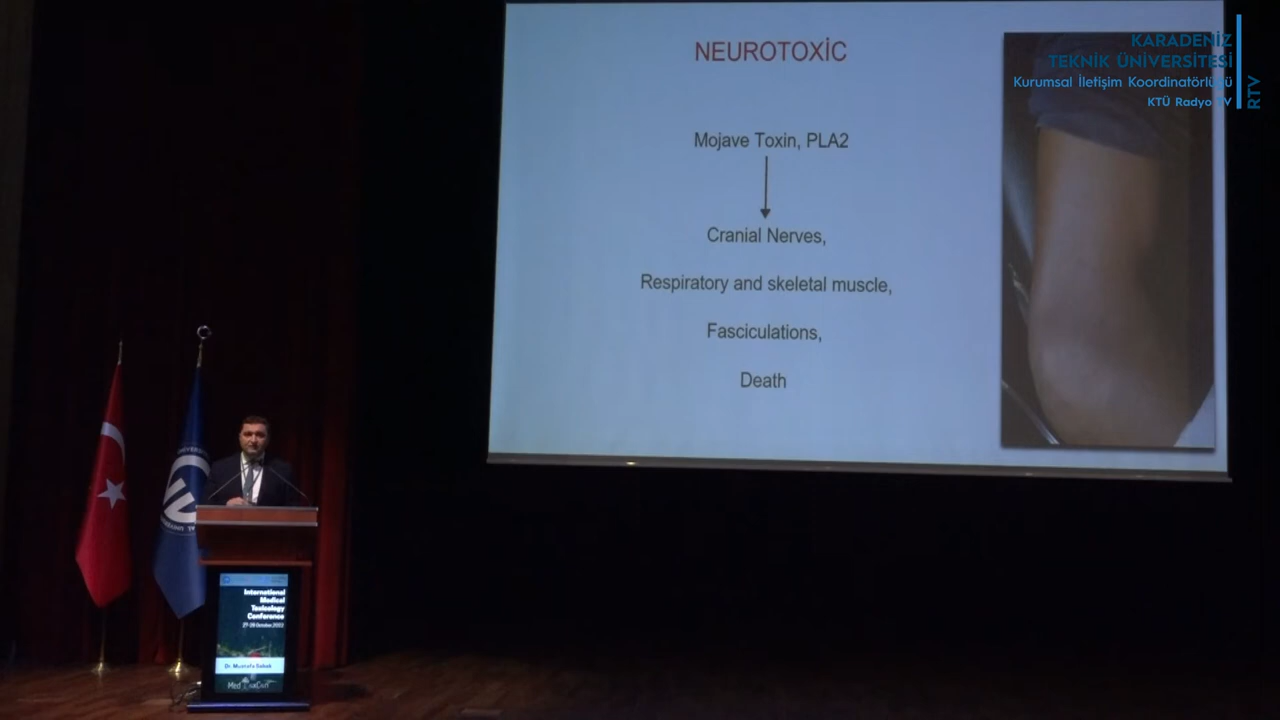 NEUROTOXİC
Mojave Toxin, PLA2
Cranial Nerves,
Respiratory and skeletal muscle,
Fasciculations,
Death
KARADENİZ
TEKNİK ÜNİVERSİTESİ
Kurumsal İletişim Koordinatörlüğü
KTÜ Radyo TV
RTV
International
Medical
Toxicology
Conference
October
Dr. Mustafa